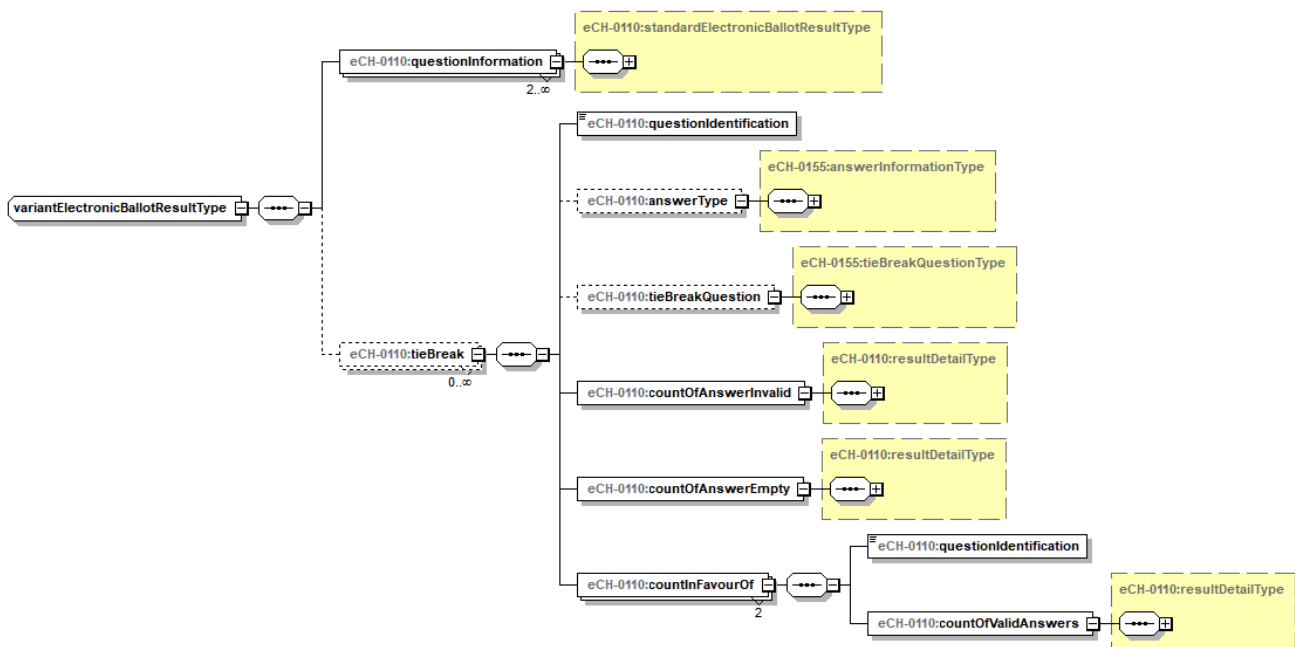 eCH-0110:standardElectronicBallotResultType
eCH-0110:questionInformation
2..∞
eCH-0110:questionIdentification
eCH-0155:answerInformationType
eCH-0110:answerType
variantElectronicBallotResultType
eCH-0155:tieBreakQuestionType
eCH-0110:tieBreakQuestion
eCH-0110:tieBreak
0..∞
eCH-0110:resultDetailType
eCH-0110:countOfAnswerInvalid
eCH-0110:resultDetailType
eCH-0110:countOfAnswerEmpty
eCH-0110:questionIdentification
eCH-0110:countInFavourOf
2
eCH-0110:resultDetailType
eCH-0110:countOfValidAnswers